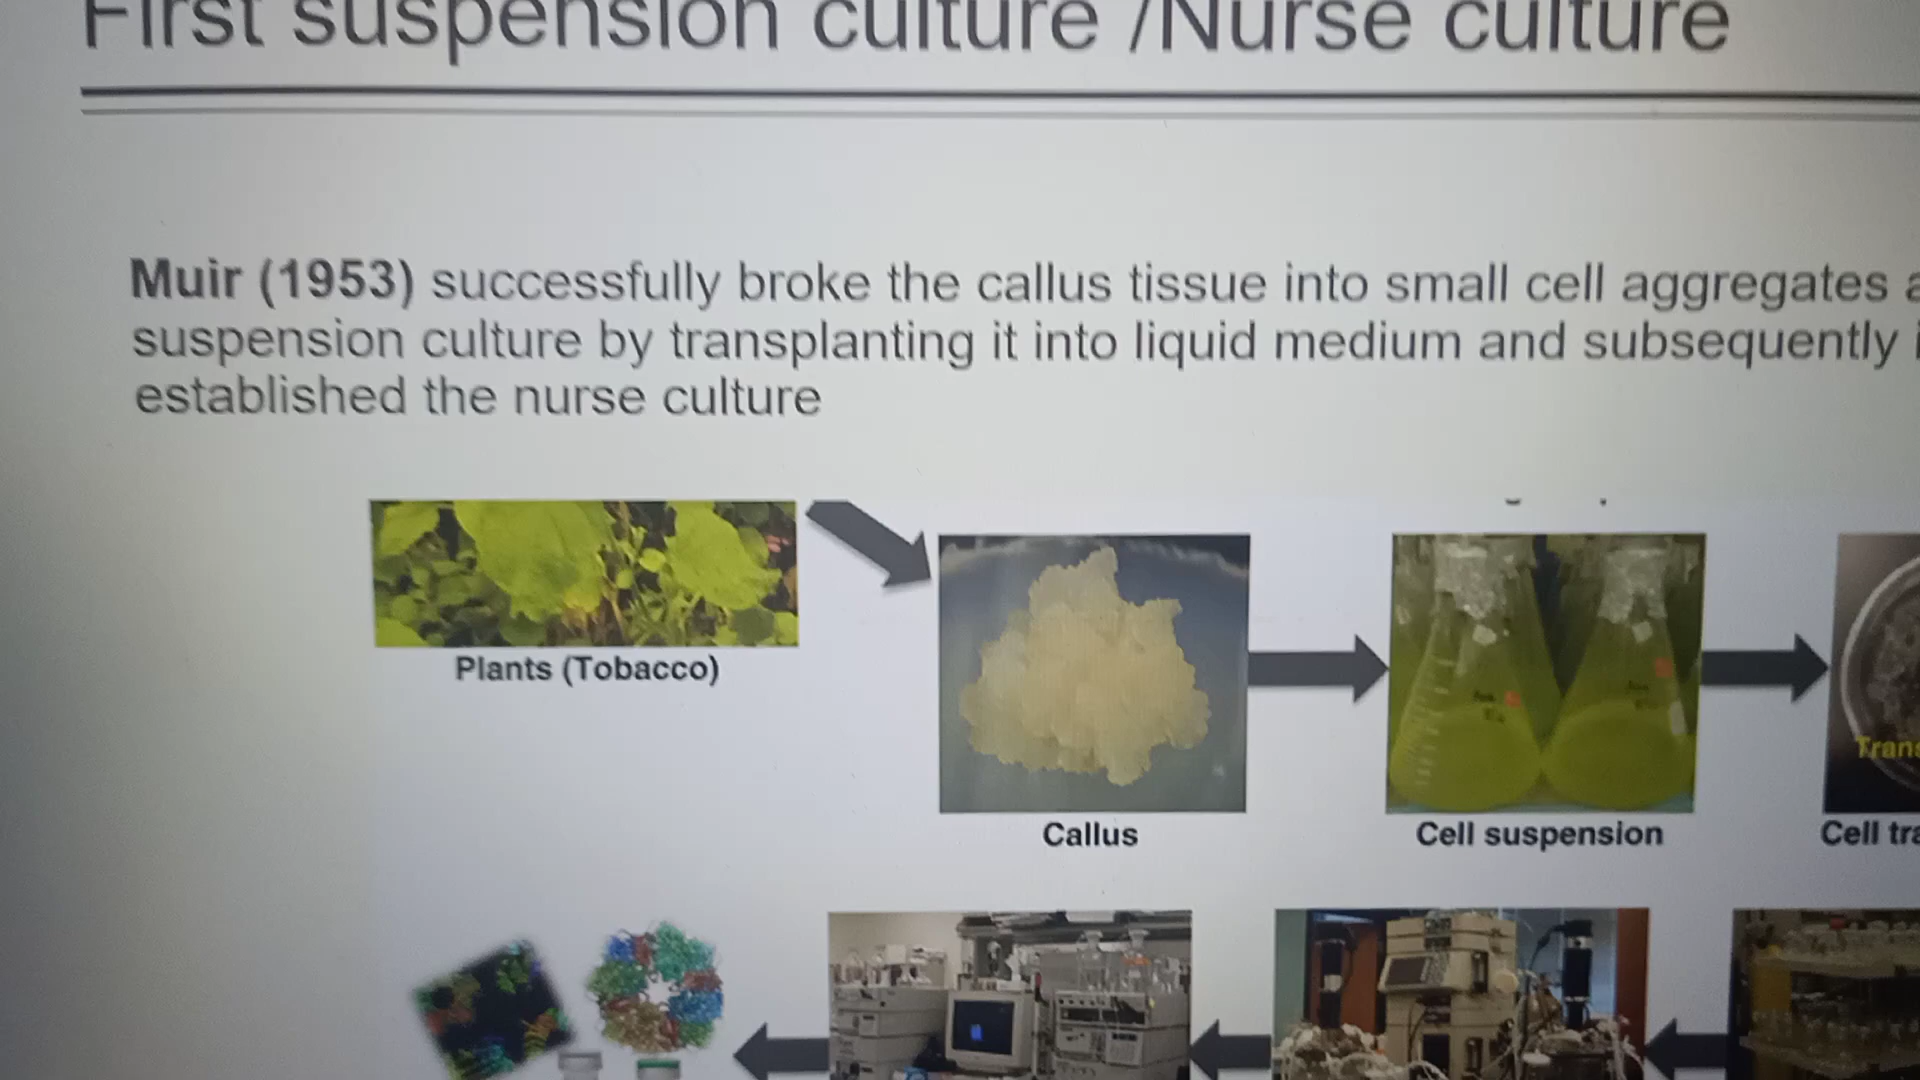 First suspension culture /Nurse culture
Muir (1953) successfully broke the callus tissue into small cell aggregates
suspension culture by transplanting it into liquid medium and subsequently
established the nurse culture
Plants (Tobacco)
Callus
Cell suspension
Cell